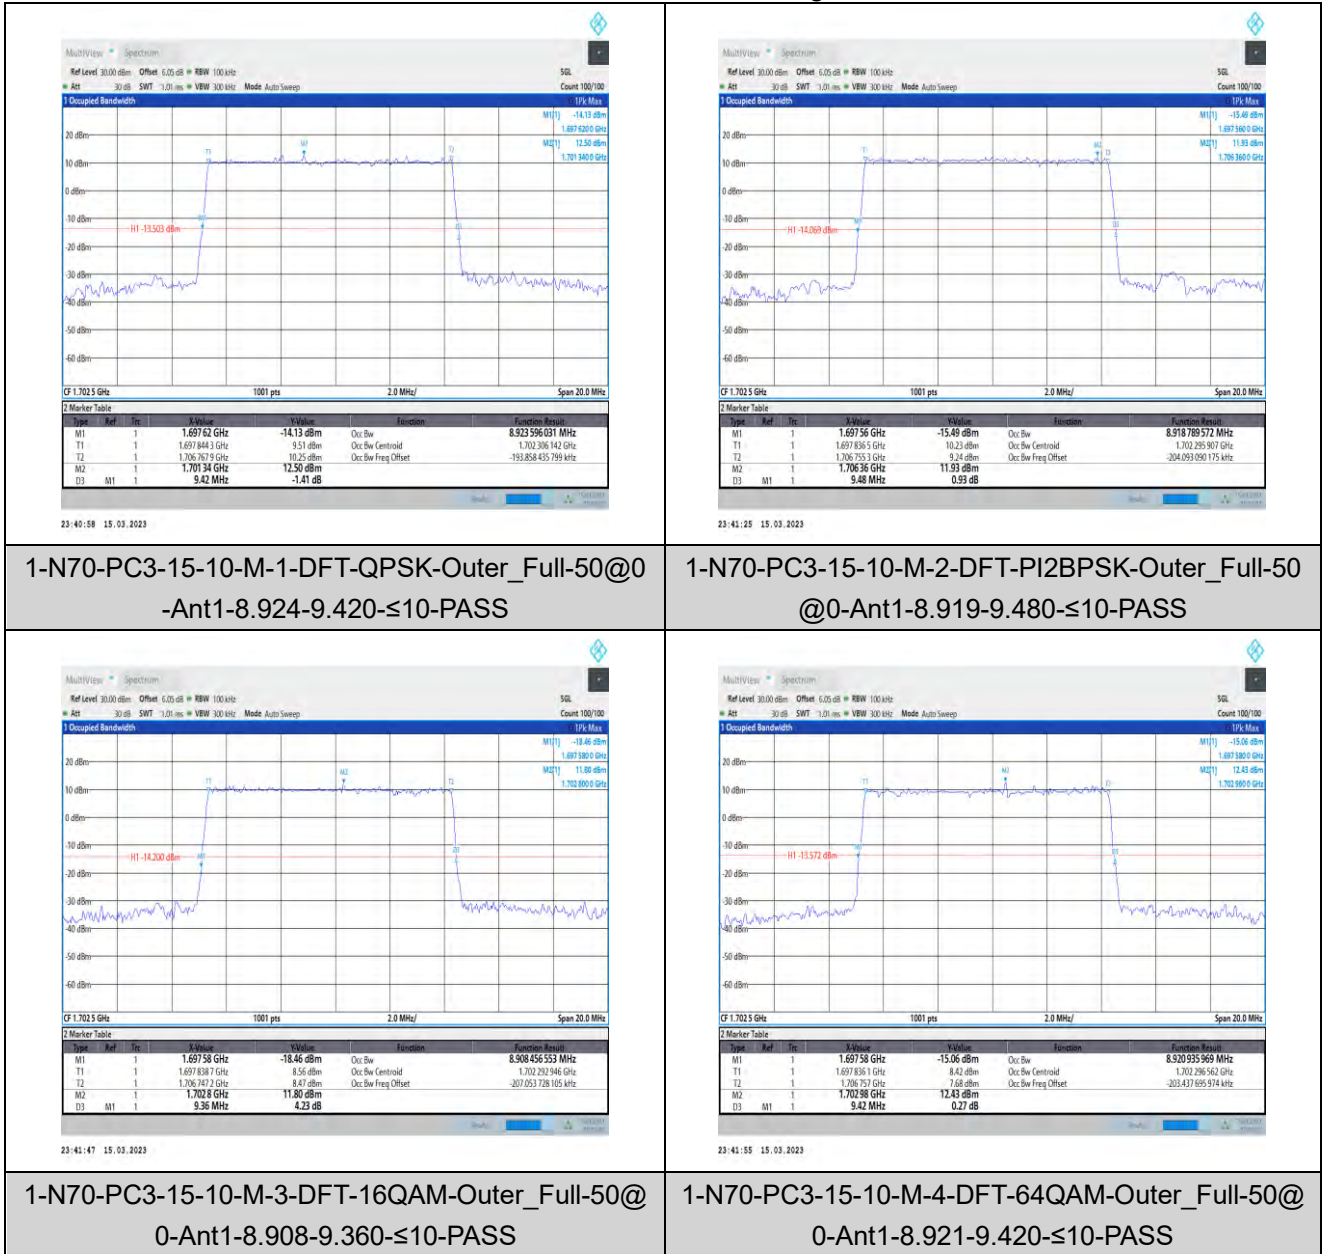 MultiView Spectrum
Ref Level 30.00 dBm Offset 6.05 dB RBW 100 kHz SGL
Att 30 dB SWT 1.01 ms VBW 300 kHz Mode Auto Sweep Count 100/100
1 Occupied Bandwidth 1Pk Max
M1[1] -14.13 dBm
1.697 620 0 GHz
M2[1] 12.50 dBm
1.701 340 0 GHz
20 dBm
10 dBm
0 dBm
-10 dBm
-20 dBm
-30 dBm
-40 dBm
-50 dBm
-60 dBm
T1
M2
T2
M1
D3
H1 -13.503 dBm
CF 1.702 5 GHz 1001 pts 2.0 MHz/ Span 20.0 MHz
2 Marker Table
Type Ref Trc X-Value Y-Value Function Function Result
M1 1 1.697 62 GHz -14.13 dBm Occ Bw 8.923 596 031 MHz
T1 1 1.697 844 3 GHz 9.51 dBm Occ Bw Centroid 1.702 306 142 GHz
T2 1 1.706 767 9 GHz 10.25 dBm Occ Bw Freq Offset -193.858 435 799 kHz
M2 1 1.701 34 GHz 12.50 dBm
D3 M1 1 9.42 MHz -1.41 dB
23:40:58 15.03.2023
1-N70-PC3-15-10-M-1-DFT-QPSK-Outer_Full-50@0
-Ant1-8.924-9.420-≤10-PASS
MultiView Spectrum
Ref Level 30.00 dBm Offset 6.05 dB RBW 100 kHz SGL
Att 30 dB SWT 1.01 ms VBW 300 kHz Mode Auto Sweep Count 100/100
1 Occupied Bandwidth 1Pk Max
M1[1] -15.49 dBm
1.697 560 0 GHz
M2[1] 11.93 dBm
1.706 360 0 GHz
20 dBm
10 dBm
0 dBm
-10 dBm
-20 dBm
-30 dBm
-40 dBm
-50 dBm
-60 dBm
T1
M2
T2
M1
D3
H1 -14.069 dBm
CF 1.702 5 GHz 1001 pts 2.0 MHz/ Span 20.0 MHz
2 Marker Table
Type Ref Trc X-Value Y-Value Function Function Result
M1 1 1.697 56 GHz -15.49 dBm Occ Bw 8.918 789 572 MHz
T1 1 1.697 836 5 GHz 10.23 dBm Occ Bw Centroid 1.702 295 907 GHz
T2 1 1.706 755 3 GHz 9.24 dBm Occ Bw Freq Offset -204.093 090 175 kHz
M2 1 1.706 36 GHz 11.93 dBm
D3 M1 1 9.48 MHz 0.93 dB
23:41:25 15.03.2023
1-N70-PC3-15-10-M-2-DFT-PI2BPSK-Outer_Full-50
@0-Ant1-8.919-9.480-≤10-PASS
MultiView Spectrum
Ref Level 30.00 dBm Offset 6.05 dB RBW 100 kHz SGL
Att 30 dB SWT 1.01 ms VBW 300 kHz Mode Auto Sweep Count 100/100
1 Occupied Bandwidth 1Pk Max
M1[1] -18.46 dBm
1.697 580 0 GHz
M2[1] 11.80 dBm
1.702 800 0 GHz
20 dBm
10 dBm
0 dBm
-10 dBm
-20 dBm
-30 dBm
-40 dBm
-50 dBm
-60 dBm
T1
M2
T2
M1
D3
H1 -14.200 dBm
CF 1.702 5 GHz 1001 pts 2.0 MHz/ Span 20.0 MHz
2 Marker Table
Type Ref Trc X-Value Y-Value Function Function Result
M1 1 1.697 58 GHz -18.46 dBm Occ Bw 8.908 456 553 MHz
T1 1 1.697 838 7 GHz 8.56 dBm Occ Bw Centroid 1.702 292 946 GHz
T2 1 1.706 747 2 GHz 8.47 dBm Occ Bw Freq Offset -207.053 728 105 kHz
M2 1 1.702 8 GHz 11.80 dBm
D3 M1 1 9.36 MHz 4.23 dB
23:41:47 15.03.2023
1-N70-PC3-15-10-M-3-DFT-16QAM-Outer_Full-50@
0-Ant1-8.908-9.360-≤10-PASS
MultiView Spectrum
Ref Level 30.00 dBm Offset 6.05 dB RBW 100 kHz SGL
Att 30 dB SWT 1.01 ms VBW 300 kHz Mode Auto Sweep Count 100/100
1 Occupied Bandwidth 1Pk Max
M1[1] -15.06 dBm
1.697 580 0 GHz
M2[1] 12.43 dBm
1.702 980 0 GHz
20 dBm
10 dBm
0 dBm
-10 dBm
-20 dBm
-30 dBm
-40 dBm
-50 dBm
-60 dBm
T1
M2
T2
M1
D3
H1 -13.572 dBm
CF 1.702 5 GHz 1001 pts 2.0 MHz/ Span 20.0 MHz
2 Marker Table
Type Ref Trc X-Value Y-Value Function Function Result
M1 1 1.697 58 GHz -15.06 dBm Occ Bw 8.920 935 969 MHz
T1 1 1.697 836 1 GHz 8.42 dBm Occ Bw Centroid 1.702 296 562 GHz
T2 1 1.706 757 GHz 7.68 dBm Occ Bw Freq Offset -203.437 695 974 kHz
M2 1 1.702 98 GHz 12.43 dBm
D3 M1 1 9.42 MHz 0.27 dB
23:41:55 15.03.2023
1-N70-PC3-15-10-M-4-DFT-64QAM-Outer_Full-50@
0-Ant1-8.921-9.420-≤10-PASS